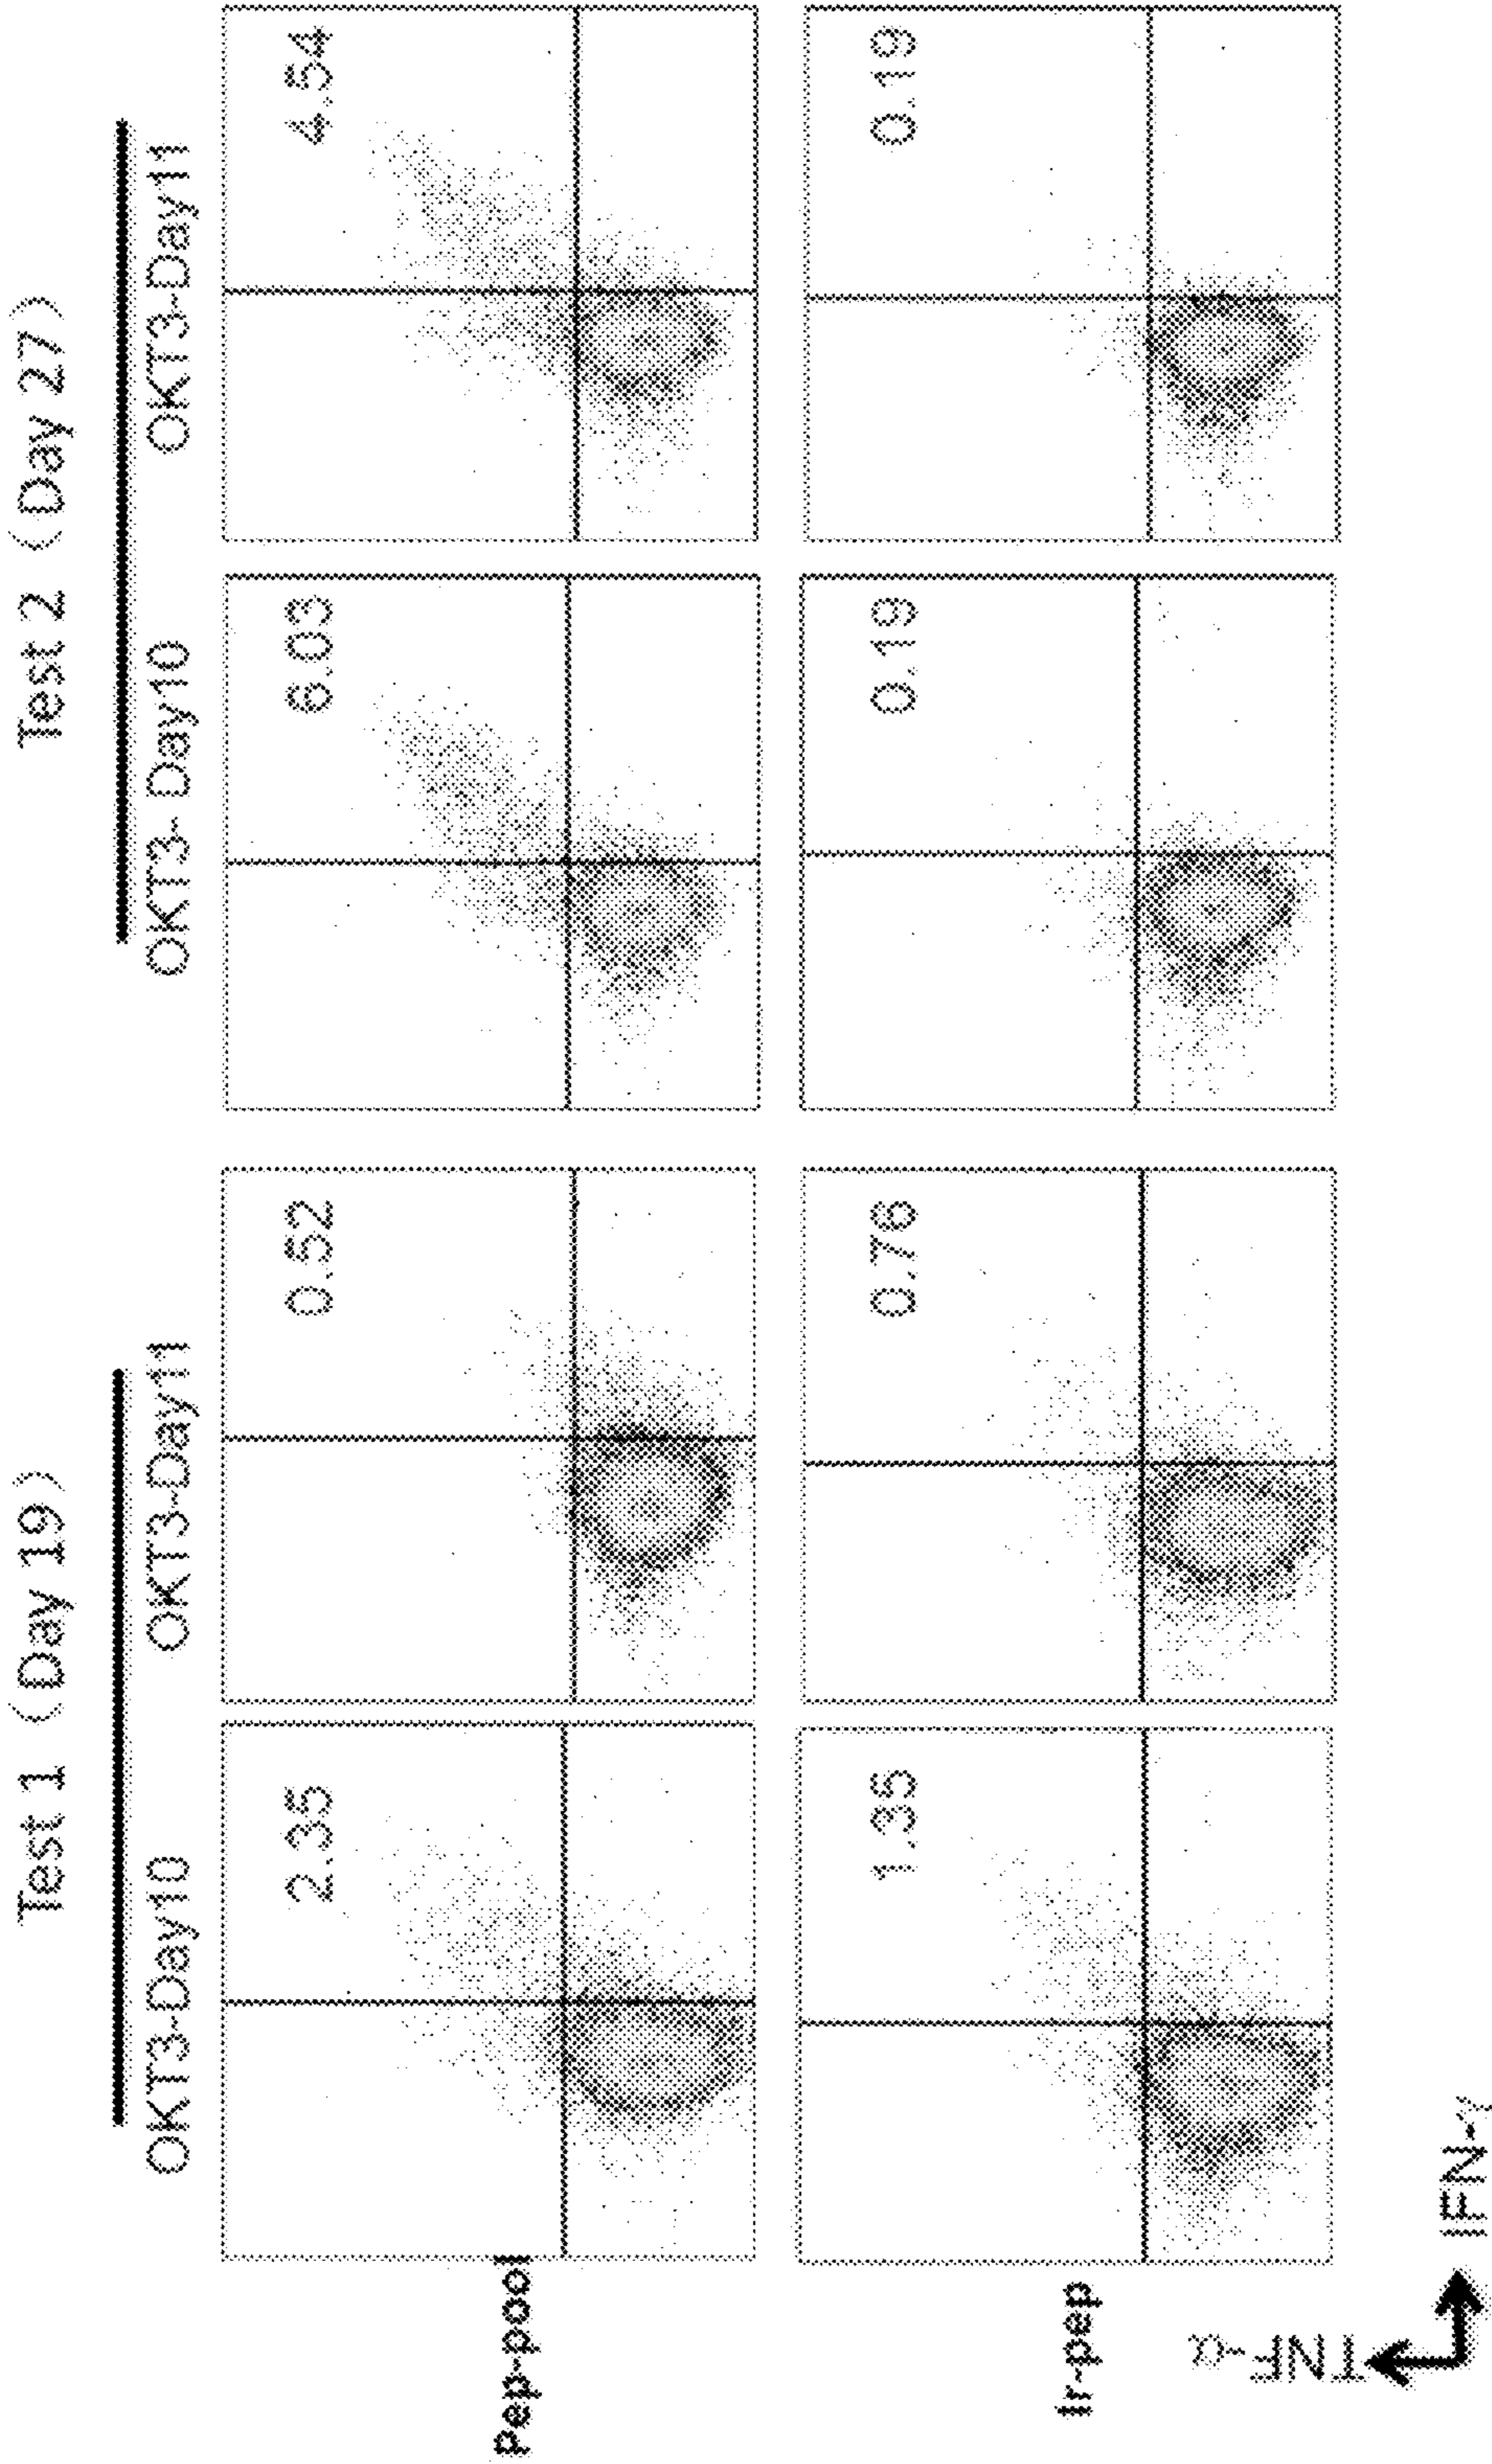 Test 1 (Day 19) Test 2 (Day 27)
OKT3-Day10 OKT3-Day11 OKT3- Day10 OKT3-Day11
Pep-pool 2.35 0.52 6.03 4.54
Ir-pep 1.35 0.76 0.19 0.19
TNF-α
IFN-γ